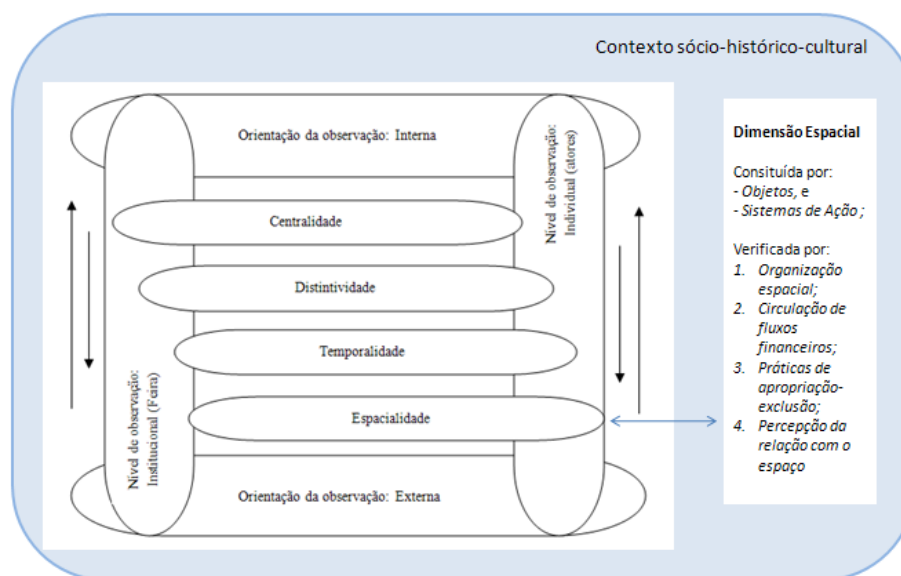 Contexto sócio-histórico-cultural
Orientação da observação: Interna
Nível de observação:
Individual (atores)
Centralidade
Distintividade
Temporalidade
Espacialidade
Nível de observação:
Institucional (Feira)
Orientação da observação: Externa
Dimensão Espacial
Consituída por:
- Objetos, e
- Sistemas de Ação ;
Verificada por:
1. Organização
espacial;
2. Circulação de
fluxos
financeiros;
3. Práticas de
apropriação-
exclusão;
4. Percepção da
relação com o
espaço